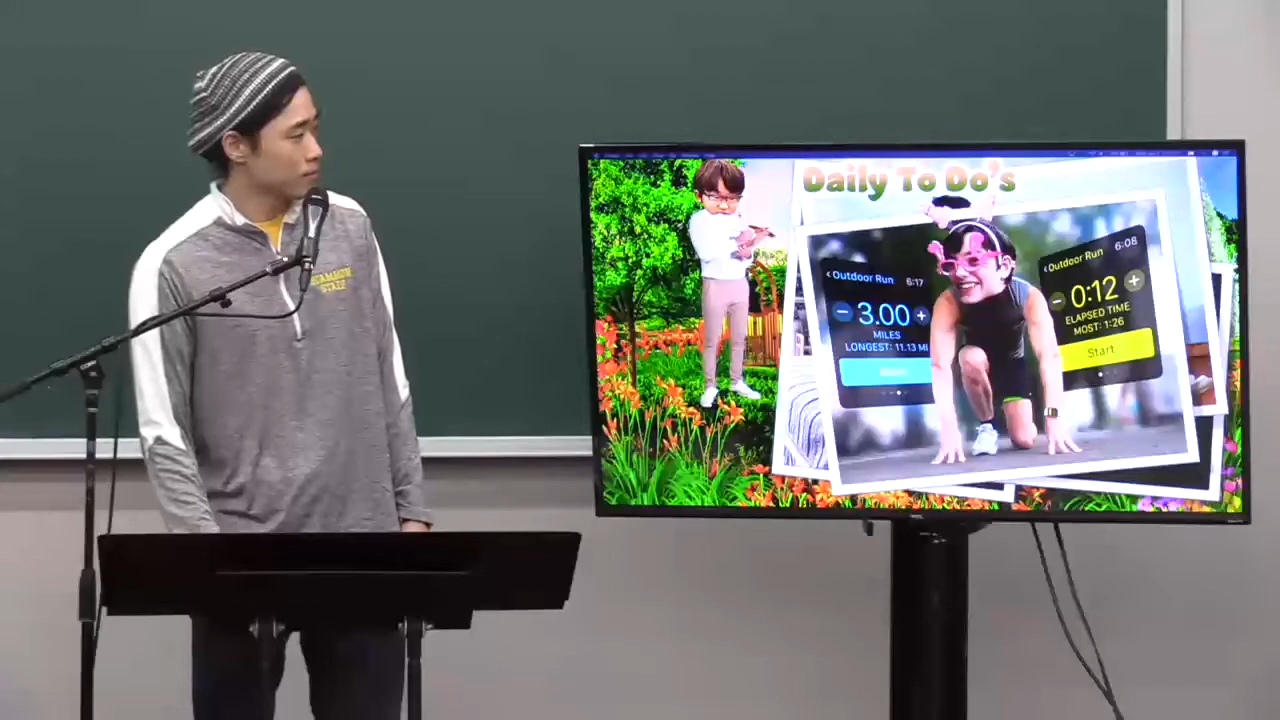 Daily To Do's
‹Outdoor Run 6:17
− 3.00 +
MILES
LONGEST: 11.13 MI
‹Outdoor Run 6:08
− 0:12 +
ELAPSED TIME
MOST: 1:26
Start
STAFF